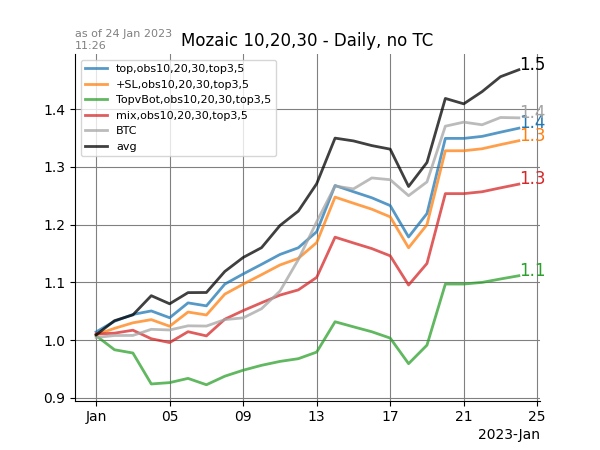 as of 24 Jan 2023
11:26
Mozaic 10,20,30 - Daily, no TC
top,obs10,20,30,top3,5
+SL,obs10,20,30,top3,5
TopvBot,obs10,20,30,top3,5
mix,obs10,20,30,top3,5
BTC
avg
1.5
1.4
1.4
1.3
1.3
1.1
1.4
1.3
1.2
1.1
1.0
0.9
Jan 05 09 13 17 21 25
2023-Jan